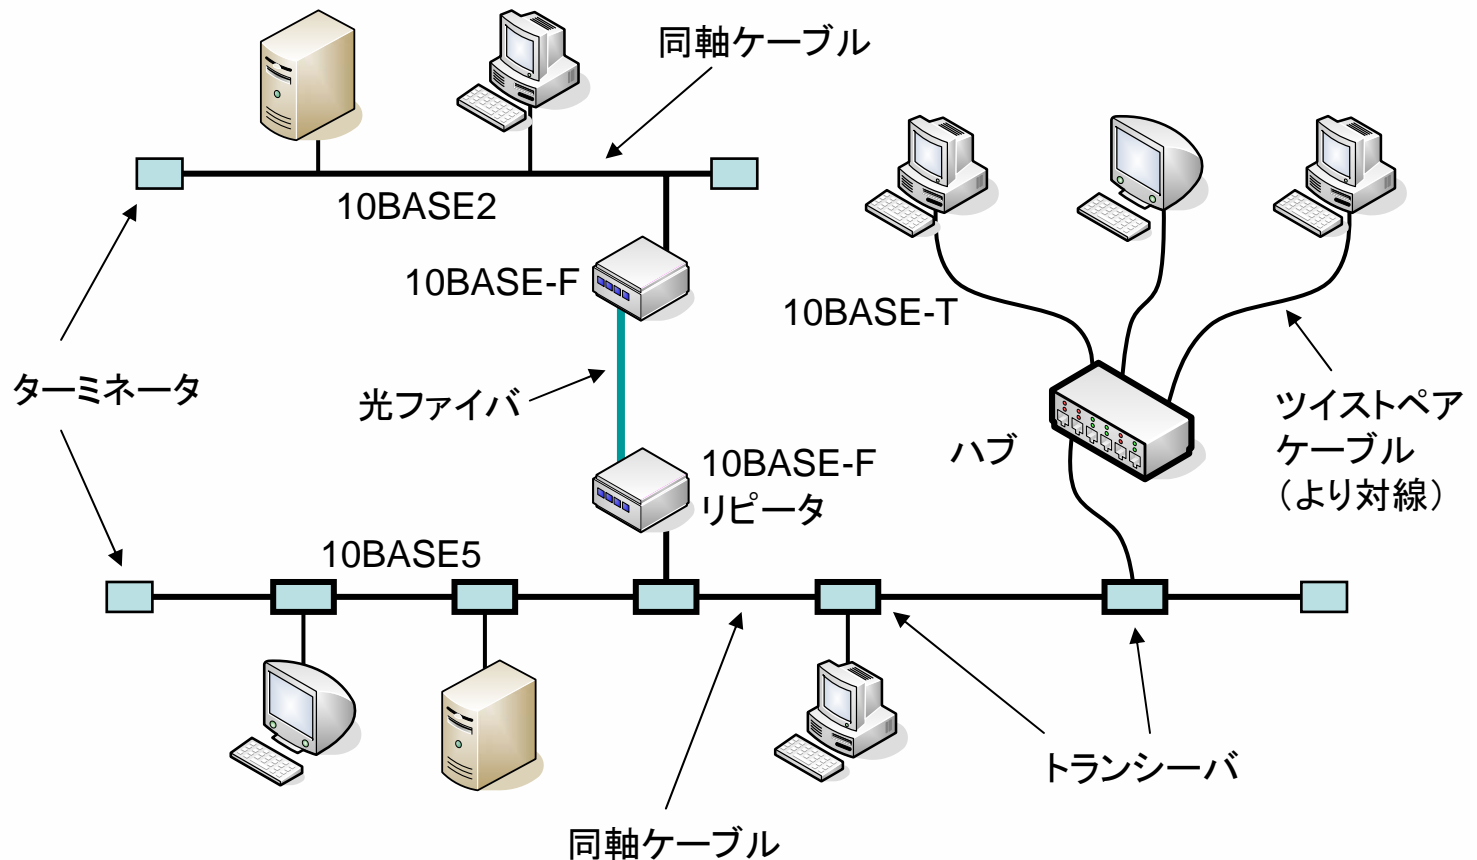 同軸ケーブル
10BASE2
10BASE-F
10BASE-T
ターミネータ
光ファイバ
ツイストペア
ケーブル
（より対線）
ハブ
10BASE-F
リピータ
10BASE5
トランシーバ
同軸ケーブル